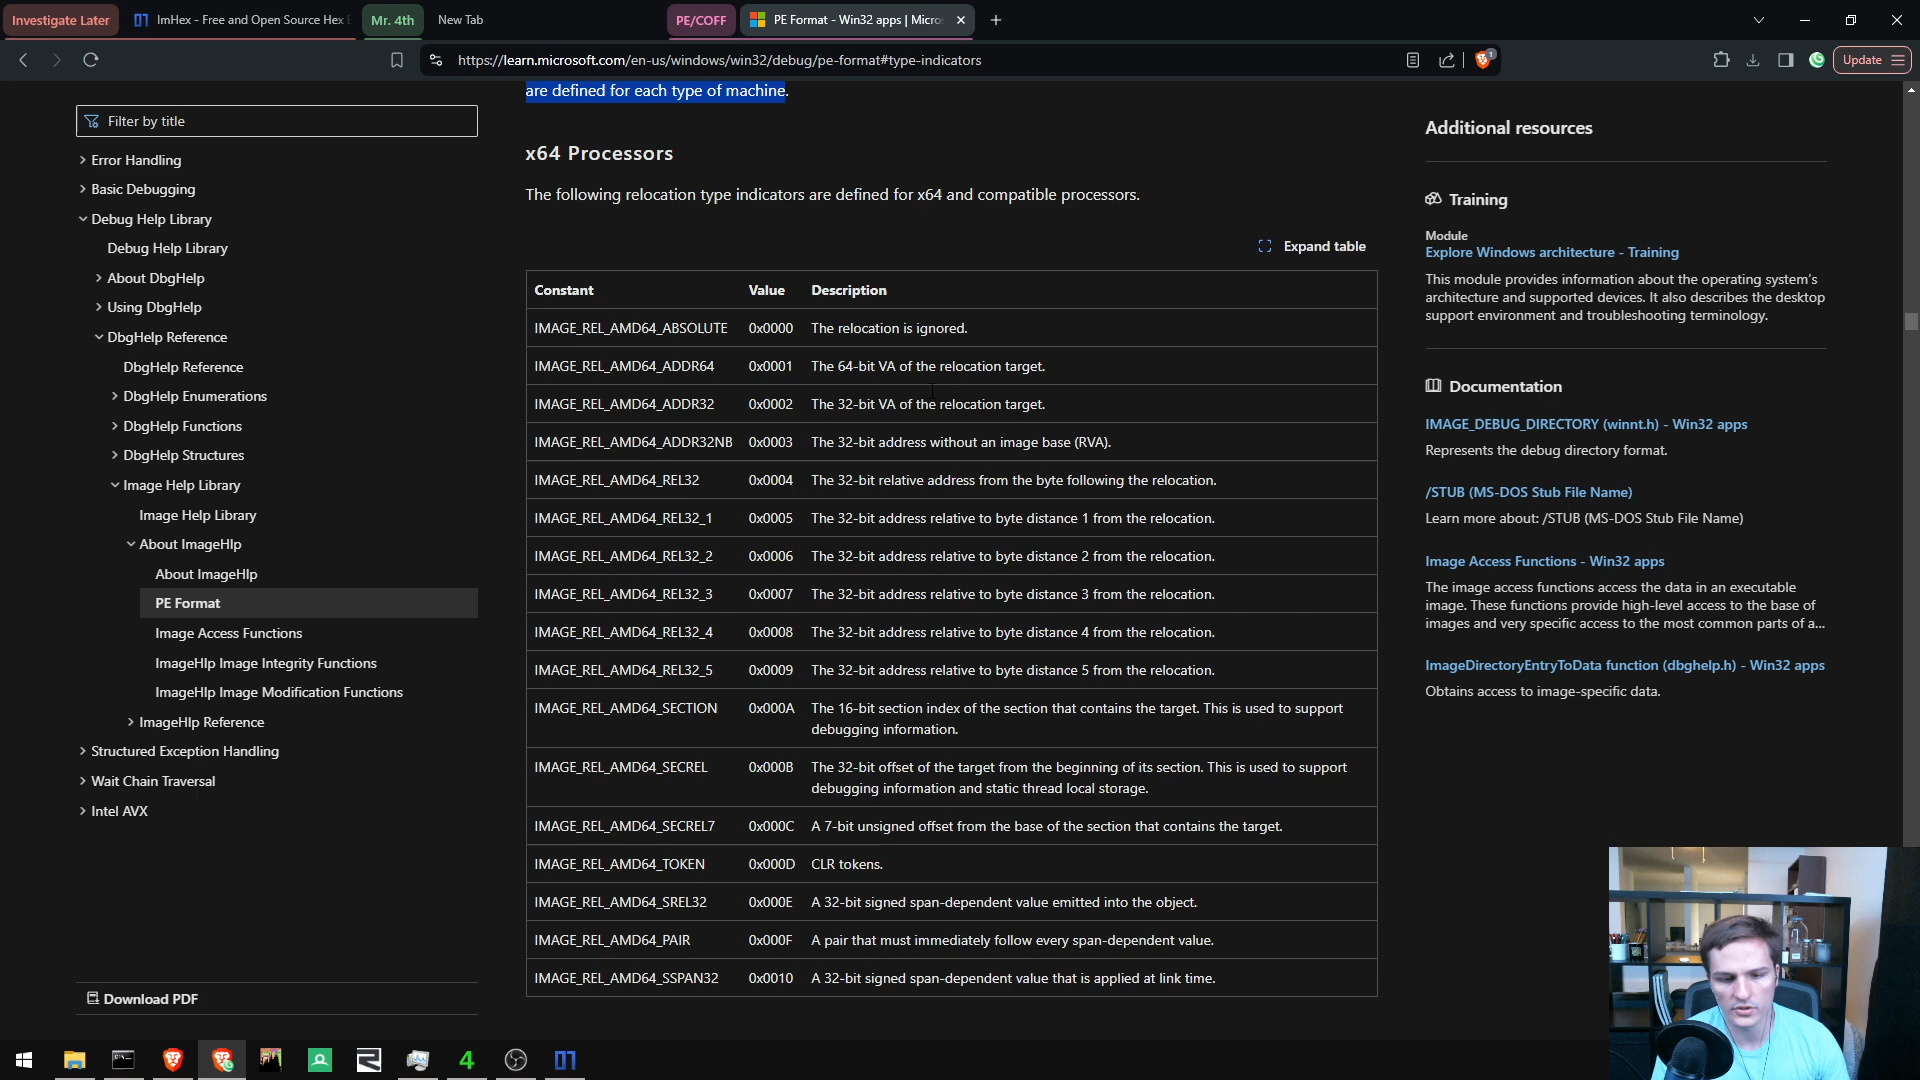 Investigate Later
ImHex - Free and Open Source Hex
Mr. 4th
New Tab
PE/COFF
PE Format - Win32 apps | Micro
https://learn.microsoft.com/en-us/windows/win32/debug/pe-format#type-indicators
1
Update
Filter by title
Error Handling
Basic Debugging
Debug Help Library
Debug Help Library
About DbgHelp
Using DbgHelp
DbgHelp Reference
DbgHelp Reference
DbgHelp Enumerations
DbgHelp Functions
DbgHelp Structures
Image Help Library
Image Help Library
About ImageHlp
About ImageHlp
PE Format
Image Access Functions
ImageHlp Image Integrity Functions
ImageHlp Image Modification Functions
ImageHlp Reference
Structured Exception Handling
Wait Chain Traversal
Intel AVX
Download PDF
are defined for each type of machine.
x64 Processors
The following relocation type indicators are defined for x64 and compatible processors.
Expand table
Constant Value Description
IMAGE_REL_AMD64_ABSOLUTE 0x0000 The relocation is ignored.
IMAGE_REL_AMD64_ADDR64 0x0001 The 64-bit VA of the relocation target.
IMAGE_REL_AMD64_ADDR32 0x0002 The 32-bit VA of the relocation target.
IMAGE_REL_AMD64_ADDR32NB 0x0003 The 32-bit address without an image base (RVA).
IMAGE_REL_AMD64_REL32 0x0004 The 32-bit relative address from the byte following the relocation.
IMAGE_REL_AMD64_REL32_1 0x0005 The 32-bit address relative to byte distance 1 from the relocation.
IMAGE_REL_AMD64_REL32_2 0x0006 The 32-bit address relative to byte distance 2 from the relocation.
IMAGE_REL_AMD64_REL32_3 0x0007 The 32-bit address relative to byte distance 3 from the relocation.
IMAGE_REL_AMD64_REL32_4 0x0008 The 32-bit address relative to byte distance 4 from the relocation.
IMAGE_REL_AMD64_REL32_5 0x0009 The 32-bit address relative to byte distance 5 from the relocation.
IMAGE_REL_AMD64_SECTION 0x000A The 16-bit section index of the section that contains the target. This is used to support
debugging information.
IMAGE_REL_AMD64_SECREL 0x000B The 32-bit offset of the target from the beginning of its section. This is used to support
debugging information and static thread local storage.
IMAGE_REL_AMD64_SECREL7 0x000C A 7-bit unsigned offset from the base of the section that contains the target.
IMAGE_REL_AMD64_TOKEN 0x000D CLR tokens.
IMAGE_REL_AMD64_SREL32 0x000E A 32-bit signed span-dependent value emitted into the object.
IMAGE_REL_AMD64_PAIR 0x000F A pair that must immediately follow every span-dependent value.
IMAGE_REL_AMD64_SSPAN32 0x0010 A 32-bit signed span-dependent value that is applied at link time.
Additional resources
Training
Module
Explore Windows architecture - Training
This module provides information about the operating system's
architecture and supported devices. It also describes the desktop
support environment and troubleshooting terminology.
Documentation
IMAGE_DEBUG_DIRECTORY (winnt.h) - Win32 apps
Represents the debug directory format.
/STUB (MS-DOS Stub File Name)
Learn more about: /STUB (MS-DOS Stub File Name)
Image Access Functions - Win32 apps
The image access functions access the data in an executable
image. These functions provide high-level access to the base of
images and very specific access to the most common parts of a...
ImageDirectoryEntryToData function (dbghelp.h) - Win32 apps
Obtains access to image-specific data.
4